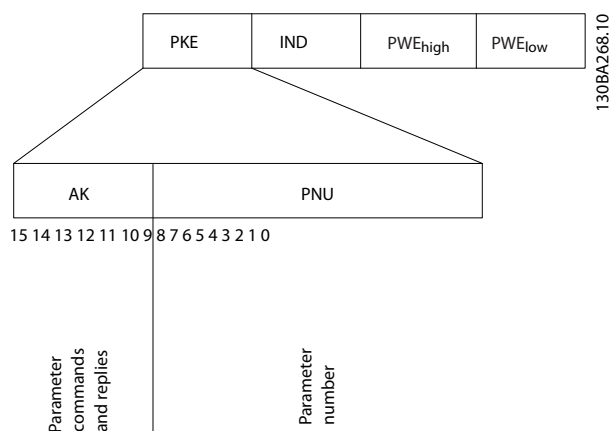 PKE IND PWEhigh PWElow
130BA268.10
AK PNU
15 14 13 12 11 10 9 8 7 6 5 4 3 2 1 0
Parameter
commands
and replies
Parameter
number